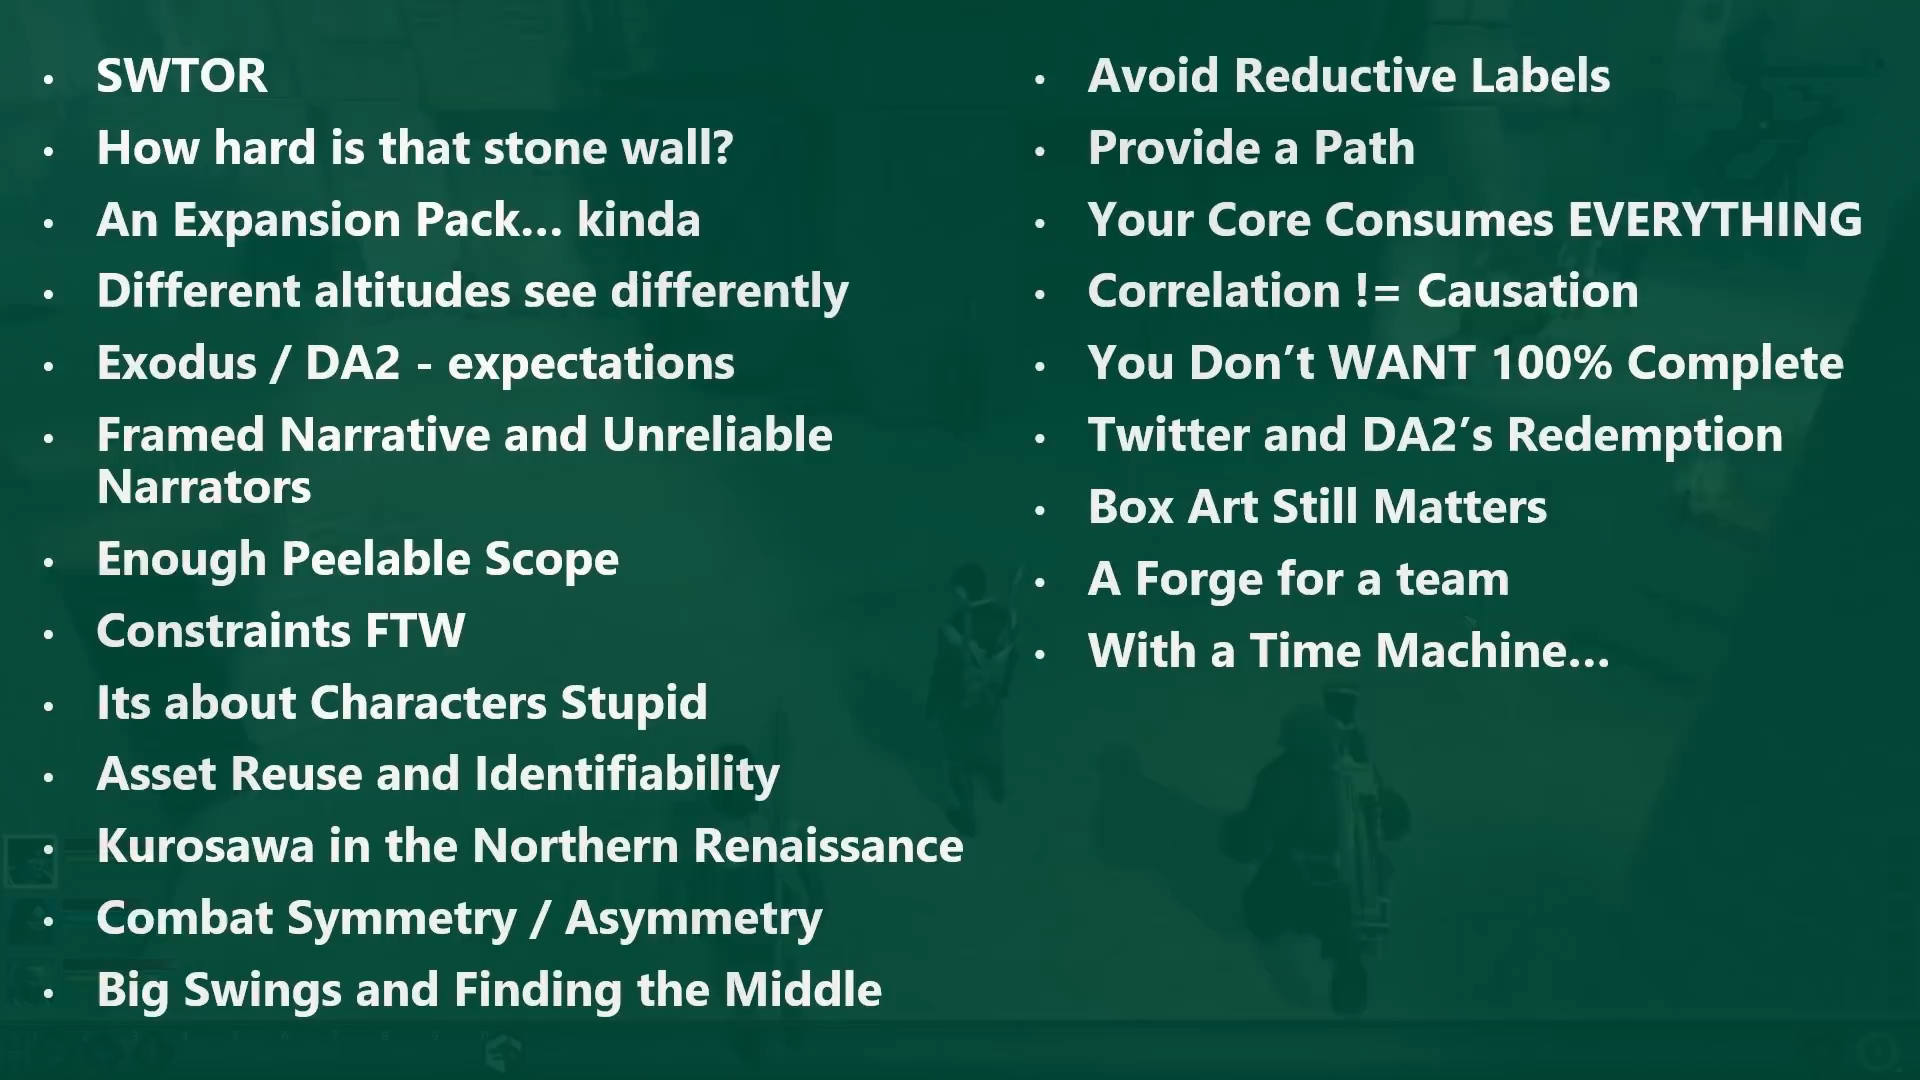 • SWTOR
• How hard is that stone wall?
• An Expansion Pack... kinda
• Different altitudes see differently
• Exodus / DA2 - expectations
• Framed Narrative and Unreliable
Narrators
• Enough Peelable Scope
• Constraints FTW
• Its about Characters Stupid
• Asset Reuse and Identifiability
• Kurosawa in the Northern Renaissance
• Combat Symmetry / Asymmetry
• Big Swings and Finding the Middle
• Avoid Reductive Labels
• Provide a Path
• Your Core Consumes EVERYTHING
• Correlation != Causation
• You Don’t WANT 100% Complete
• Twitter and DA2’s Redemption
• Box Art Still Matters
• A Forge for a team
• With a Time Machine...